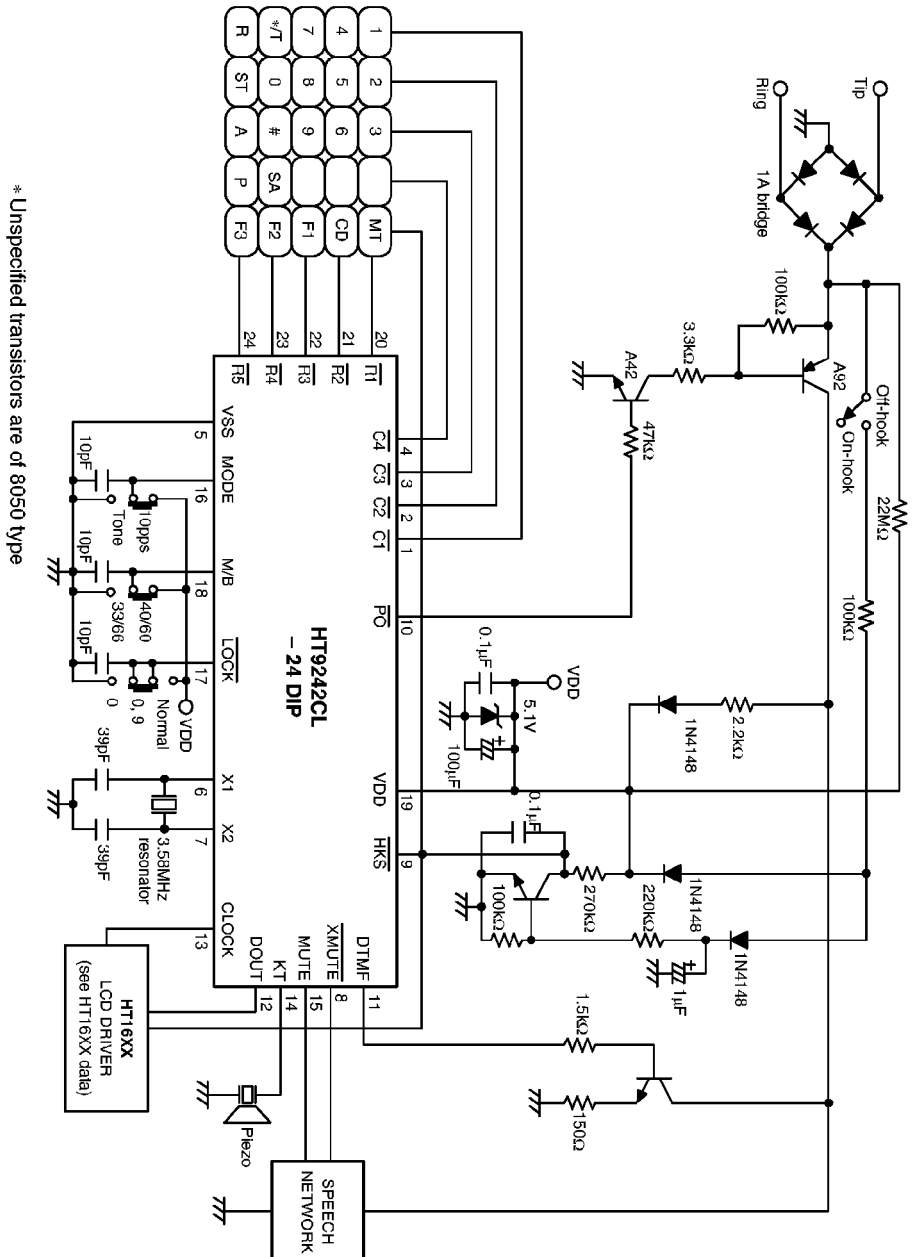 Tip
Ring
1A bridge
100kΩ
3.3kΩ
A92
A42
47kΩ
Off-hook
On-hook
22MΩ
100kΩ
2.2kΩ
1N4148
VDD
5.1V
0.1µF
100µF
0.1µF
270kΩ
1N4148
100kΩ
220kΩ
1N4148
1µF
1.5kΩ
150Ω
1 2 3 MT
4 5 6 CD
7 8 9 F1
*/T 0 # SA F2
R ST A P F3
20 R1
21 R2
22 R3
23 R4
24 R5
C4 4
C3 3
C2 2
C1 1
PO 10
VDD 19
HKS 9
HT9242CL
– 24 DIP
VSS 5
MODE 16
M/B 18
LOCK 17
X1 6
X2 7
CLOCK 13
DOUT 12
KT 14
MUTE 15
XMUTE 8
DTMF 11
10pF
10pps
Tone
10pF
40/60
33/66
10pF
Normal
0, 9
0
VDD
39pF
39pF
3.58MHz
resonator
HT16XX
LCD DRIVER
(see HT16XX data)
Piezo
SPEECH
NETWORK
* Unspecified transistors are of 8050 type